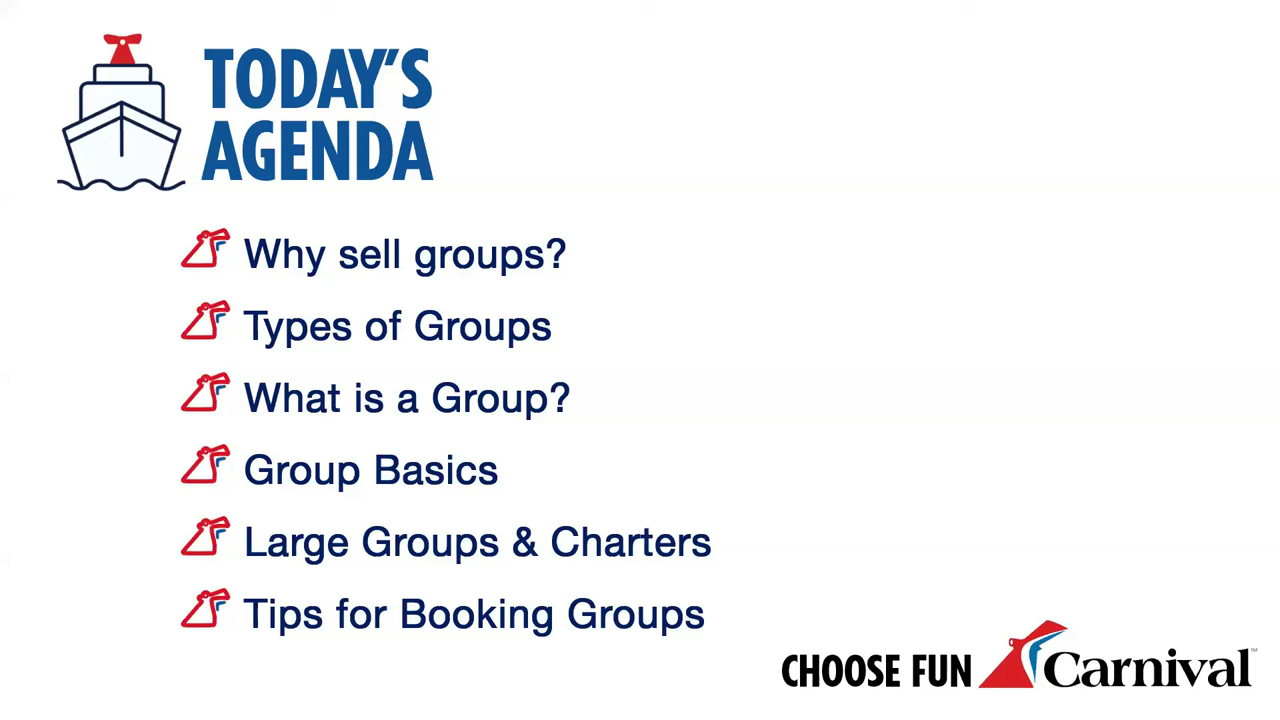 TODAY'S
AGENDA
Why sell groups?
Types of Groups
What is a Group?
Group Basics
Large Groups & Charters
Tips for Booking Groups
CHOOSE FUN Carnival™